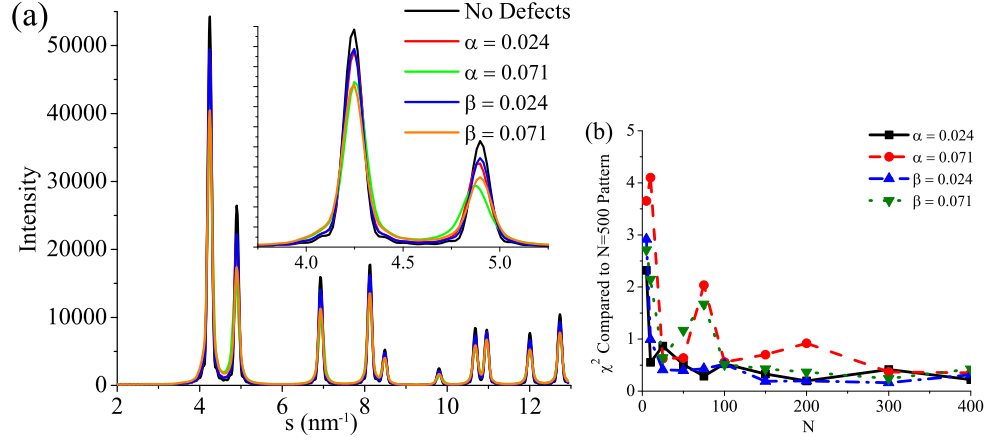 (a)
Intensity
50000
40000
30000
20000
10000
0
2
4
6
8
10
12
s (nm⁻¹)
No Defects
α = 0.024
α = 0.071
β = 0.024
β = 0.071
4.0
4.5
5.0
(b)
χ² Compared to N=500 Pattern
5
4
3
2
1
0
0
100
200
300
400
N
α = 0.024
α = 0.071
β = 0.024
β = 0.071